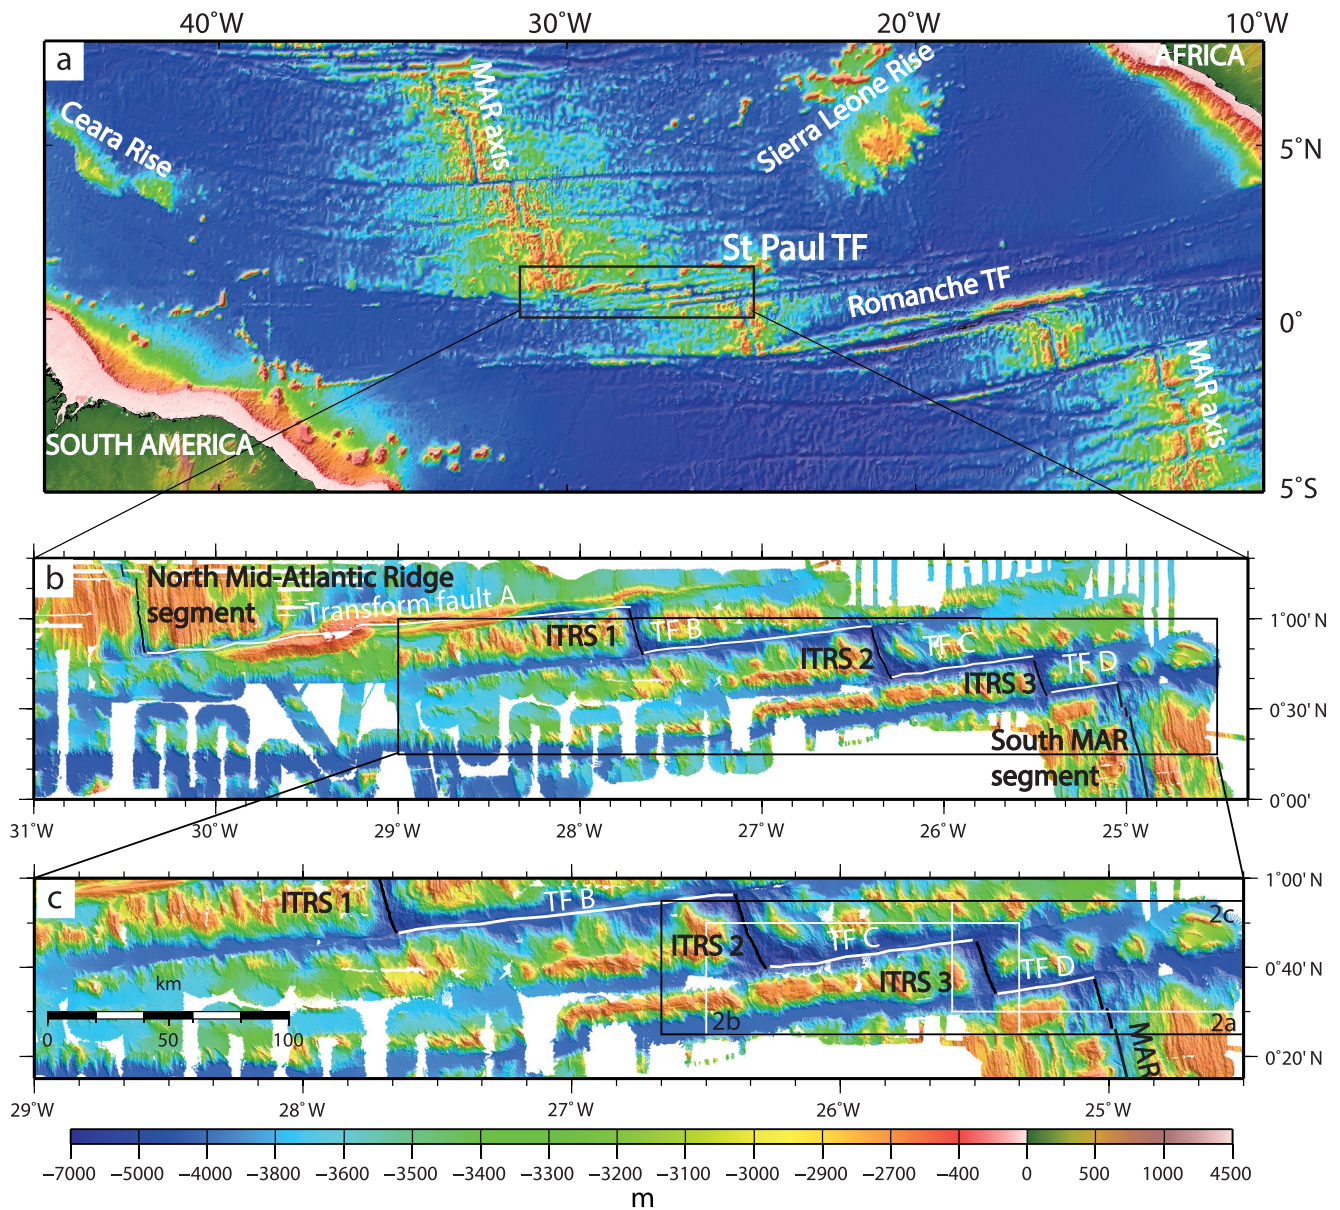 40˚W 30˚W 20˚W 10˚W
a
AFRICA
MAR axis
Sierra Leone Rise
Ceara Rise
5˚N
St Paul TF
Romanche TF
0˚
MAR axis
SOUTH AMERICA
5˚S
b
North Mid-Atlantic Ridge
segment
Transform fault A
1˚00' N
ITRS 1
TF B
ITRS 2
TF C
TF D
ITRS 3
0˚30' N
South MAR
segment
0˚00'
31˚W 30˚W 29˚W 28˚W 27˚W 26˚W 25˚W
c
1˚00' N
ITRS 1
TF B
2c
ITRS 2
TF C
0˚40' N
TF D
ITRS 3
km
2b
2a
0 50 100
MAR
0˚20' N
29˚W 28˚W 27˚W 26˚W 25˚W
−7000 −5000 −4000 −3800 −3600 −3500 −3400 −3300 −3200 −3100 −3000 −2900 −2700 −400 0 500 1000 4500
m